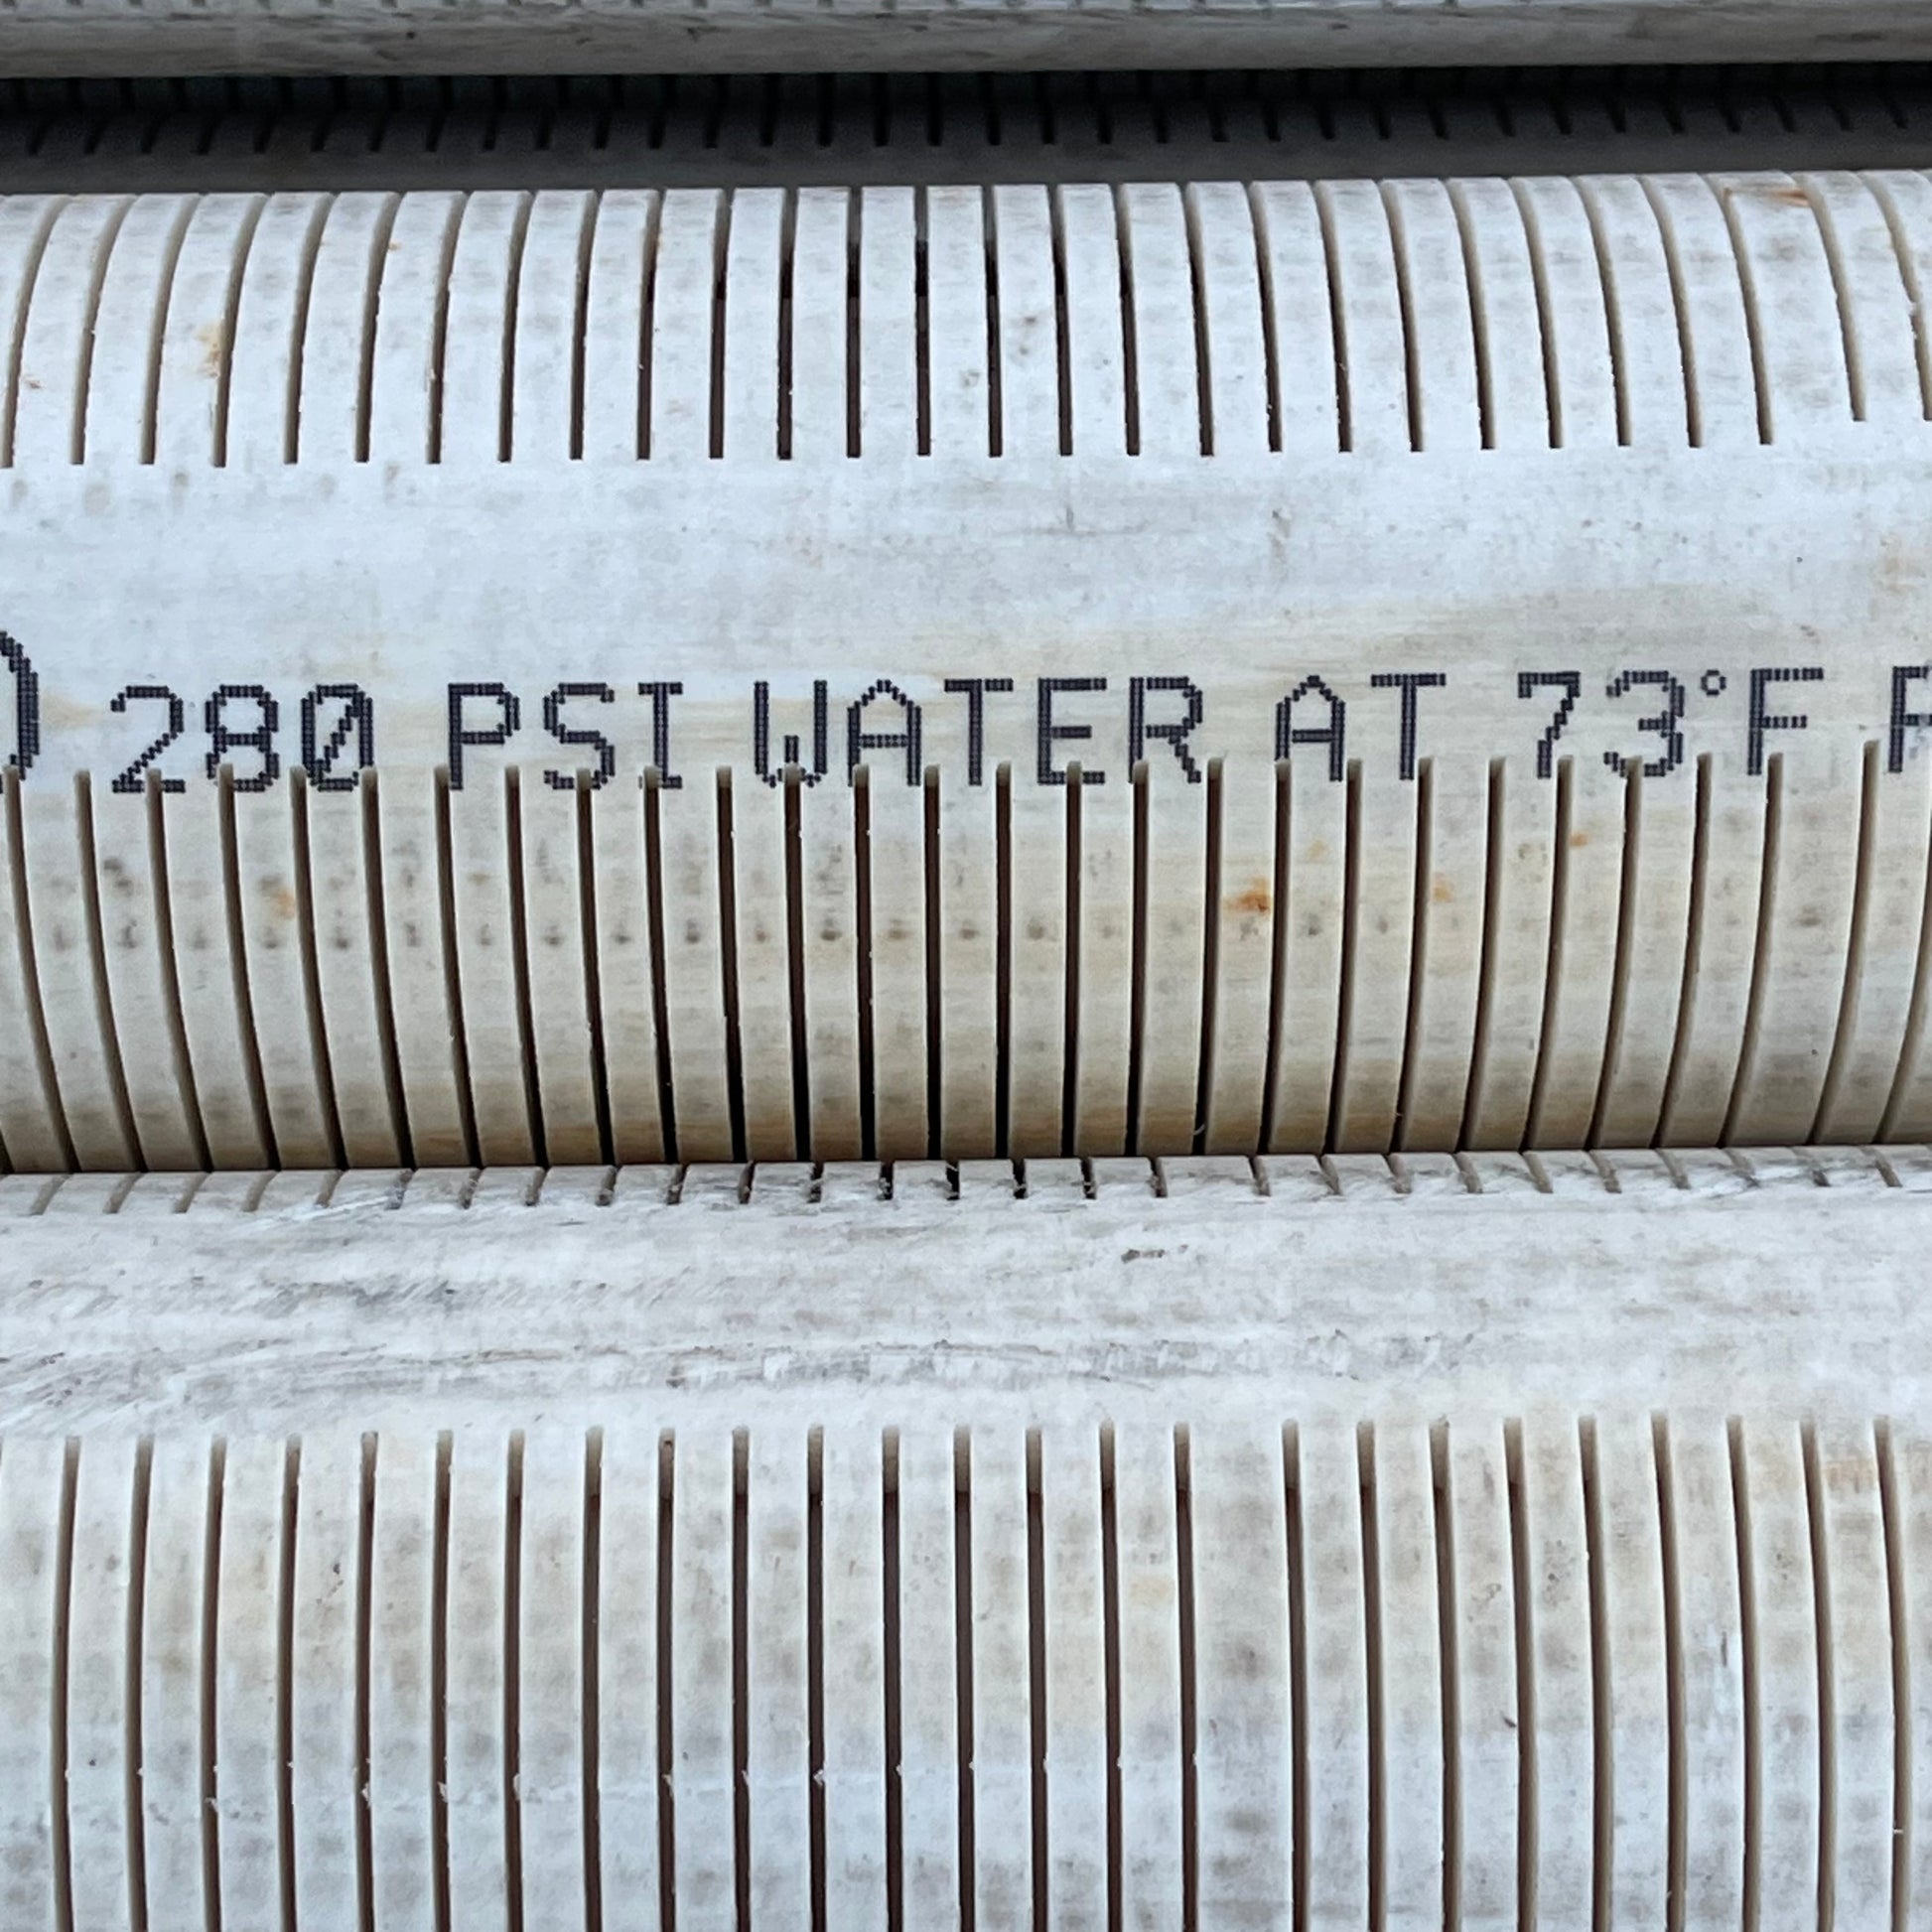 ) 280 PSI WATER AT 73°F